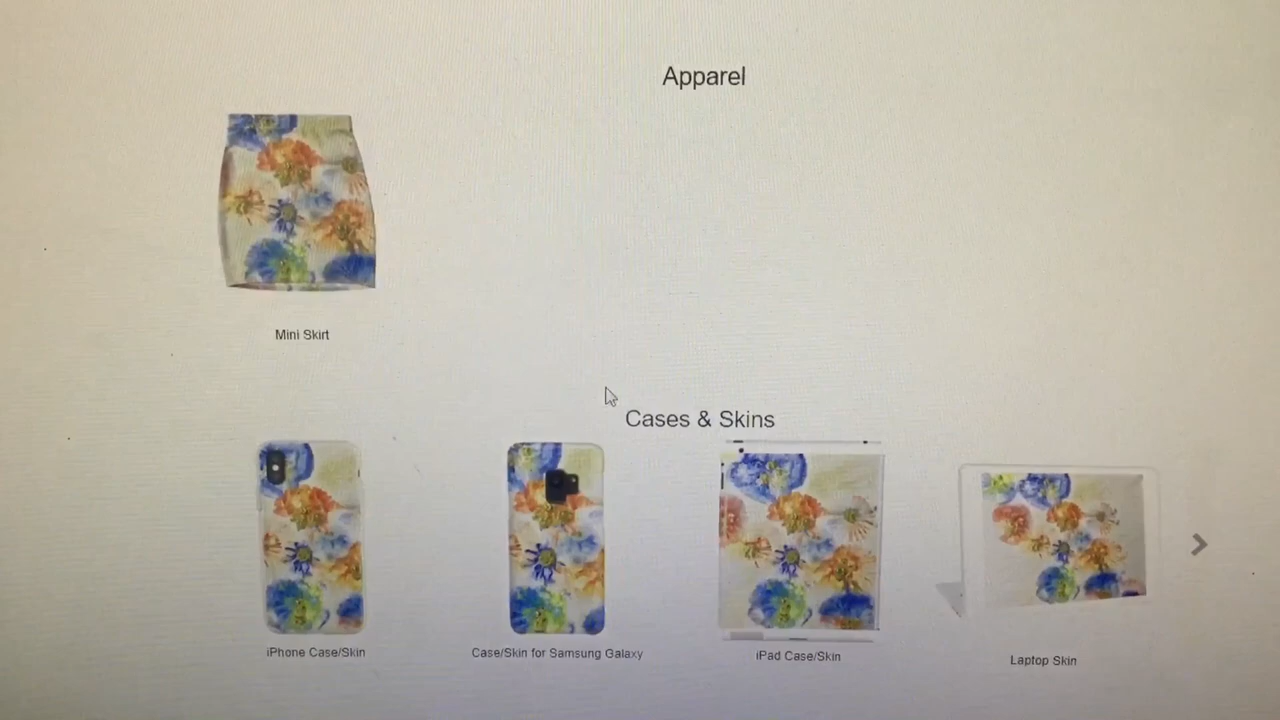 Apparel
Mini Skirt
Cases & Skins
iPhone Case/Skin
Case/Skin for Samsung Galaxy
iPad Case/Skin
Laptop Skin